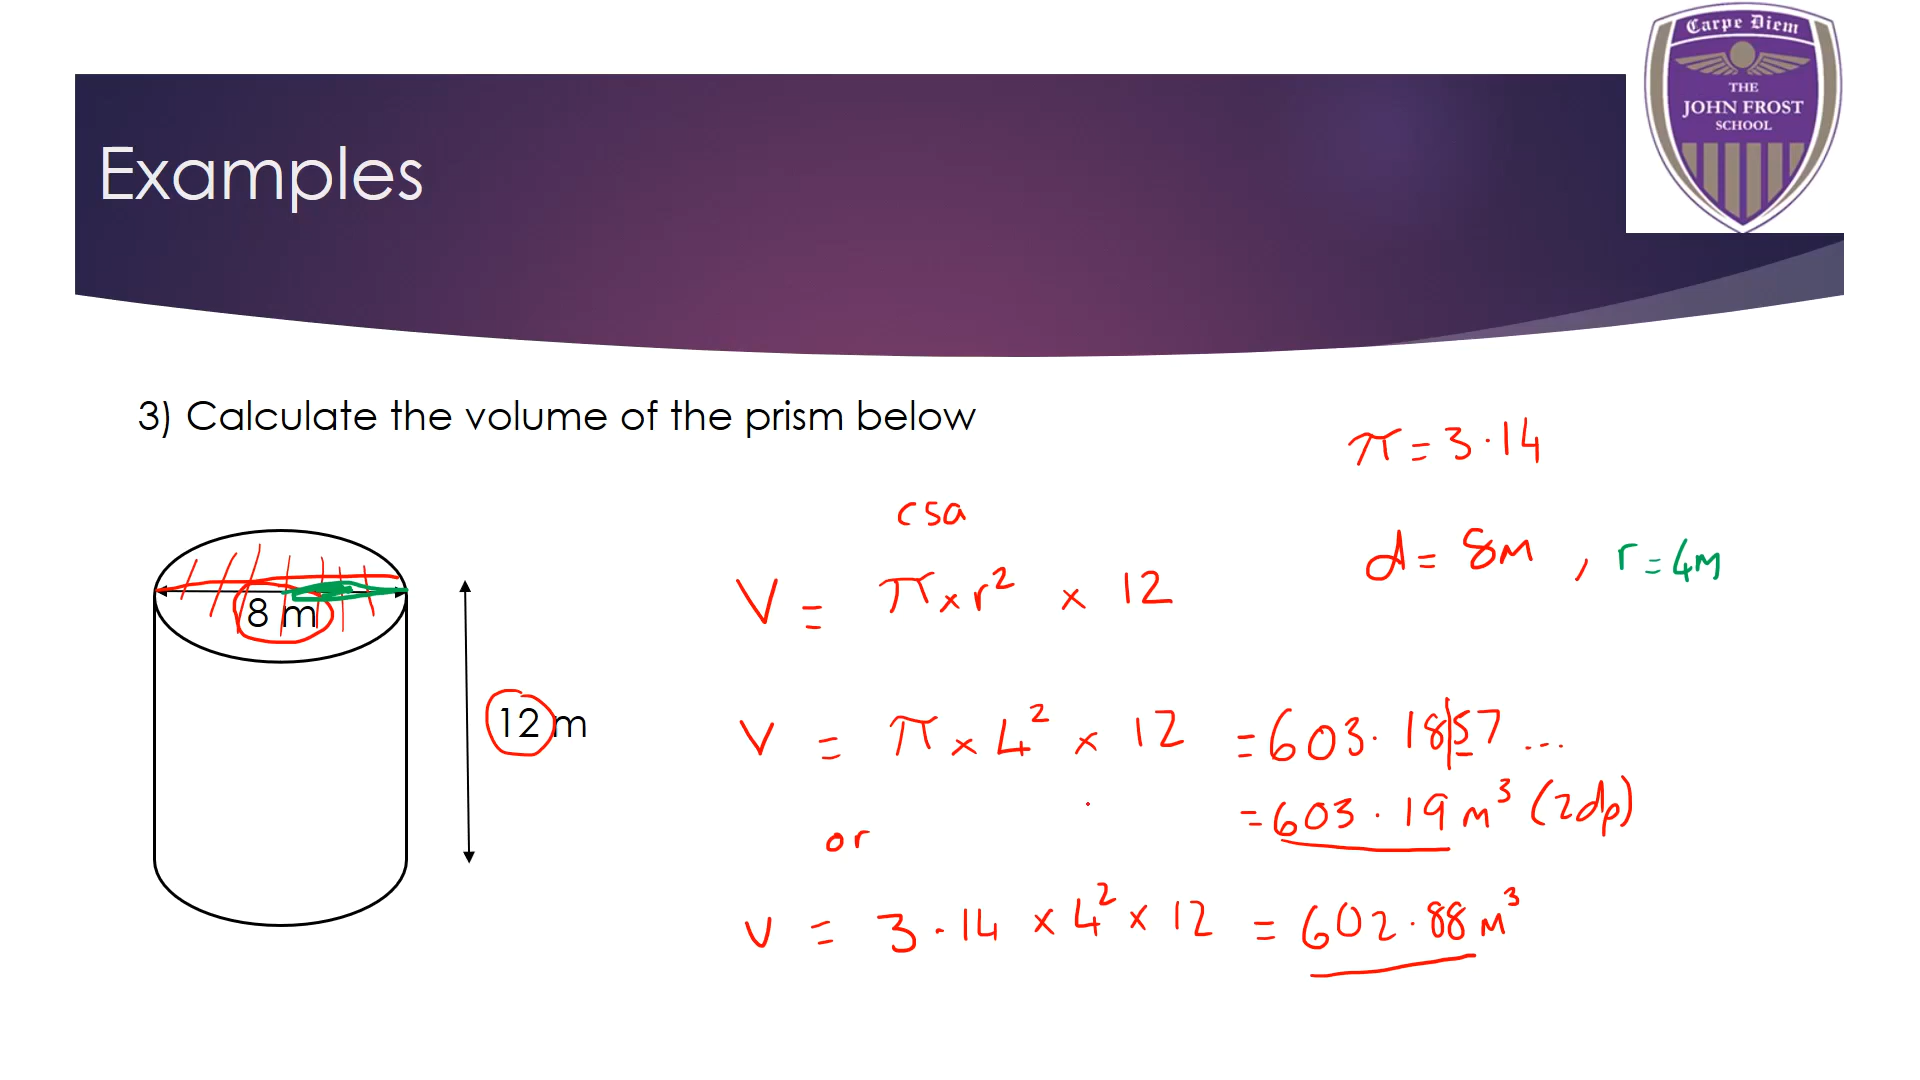 Carpe Diem
THE
JOHN FROST
SCHOOL
Examples
3) Calculate the volume of the prism below
π = 3·14
csa
d = 8m , r = 4m
V = π × r² × 12
8 m
12 m
V = π × 4² × 12 = 603·18|57 ...
= 603·19 m³ (2dp)
or
V = 3·14 × 4² × 12 = 602·88 m³